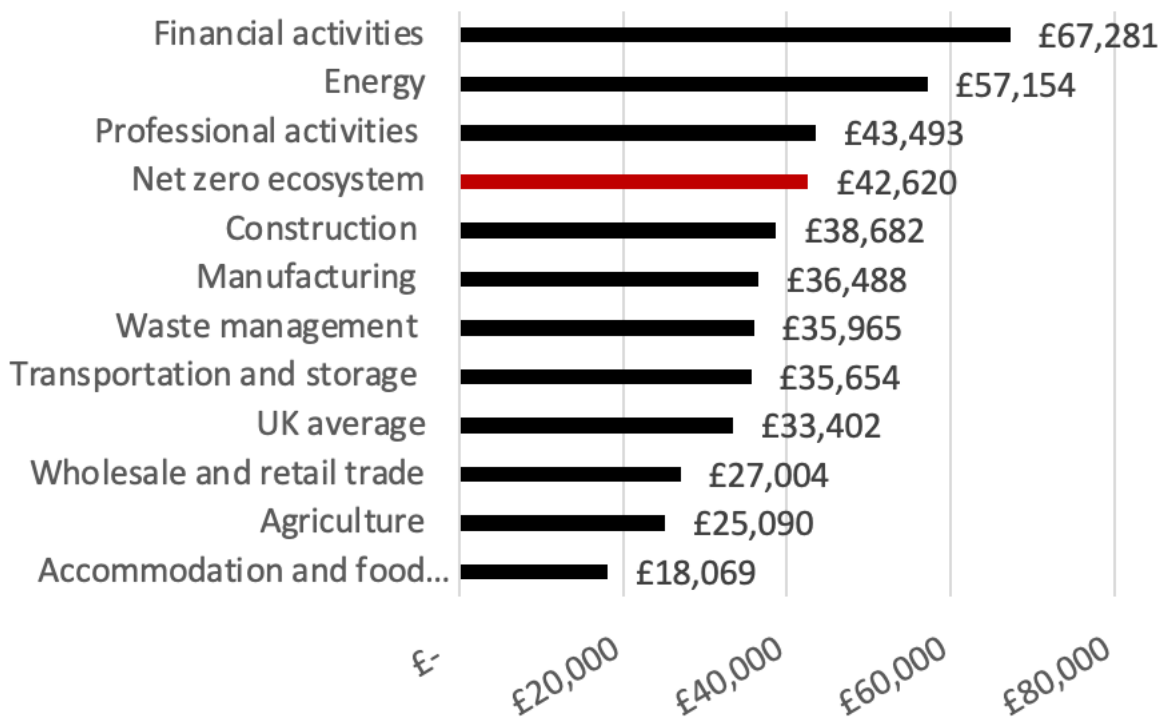 Financial activities £67,281
Energy £57,154
Professional activities £43,493
Net zero ecosystem £42,620
Construction £38,682
Manufacturing £36,488
Waste management £35,965
Transportation and storage £35,654
UK average £33,402
Wholesale and retail trade £27,004
Agriculture £25,090
Accommodation and food... £18,069
£- £20,000 £40,000 £60,000 £80,000